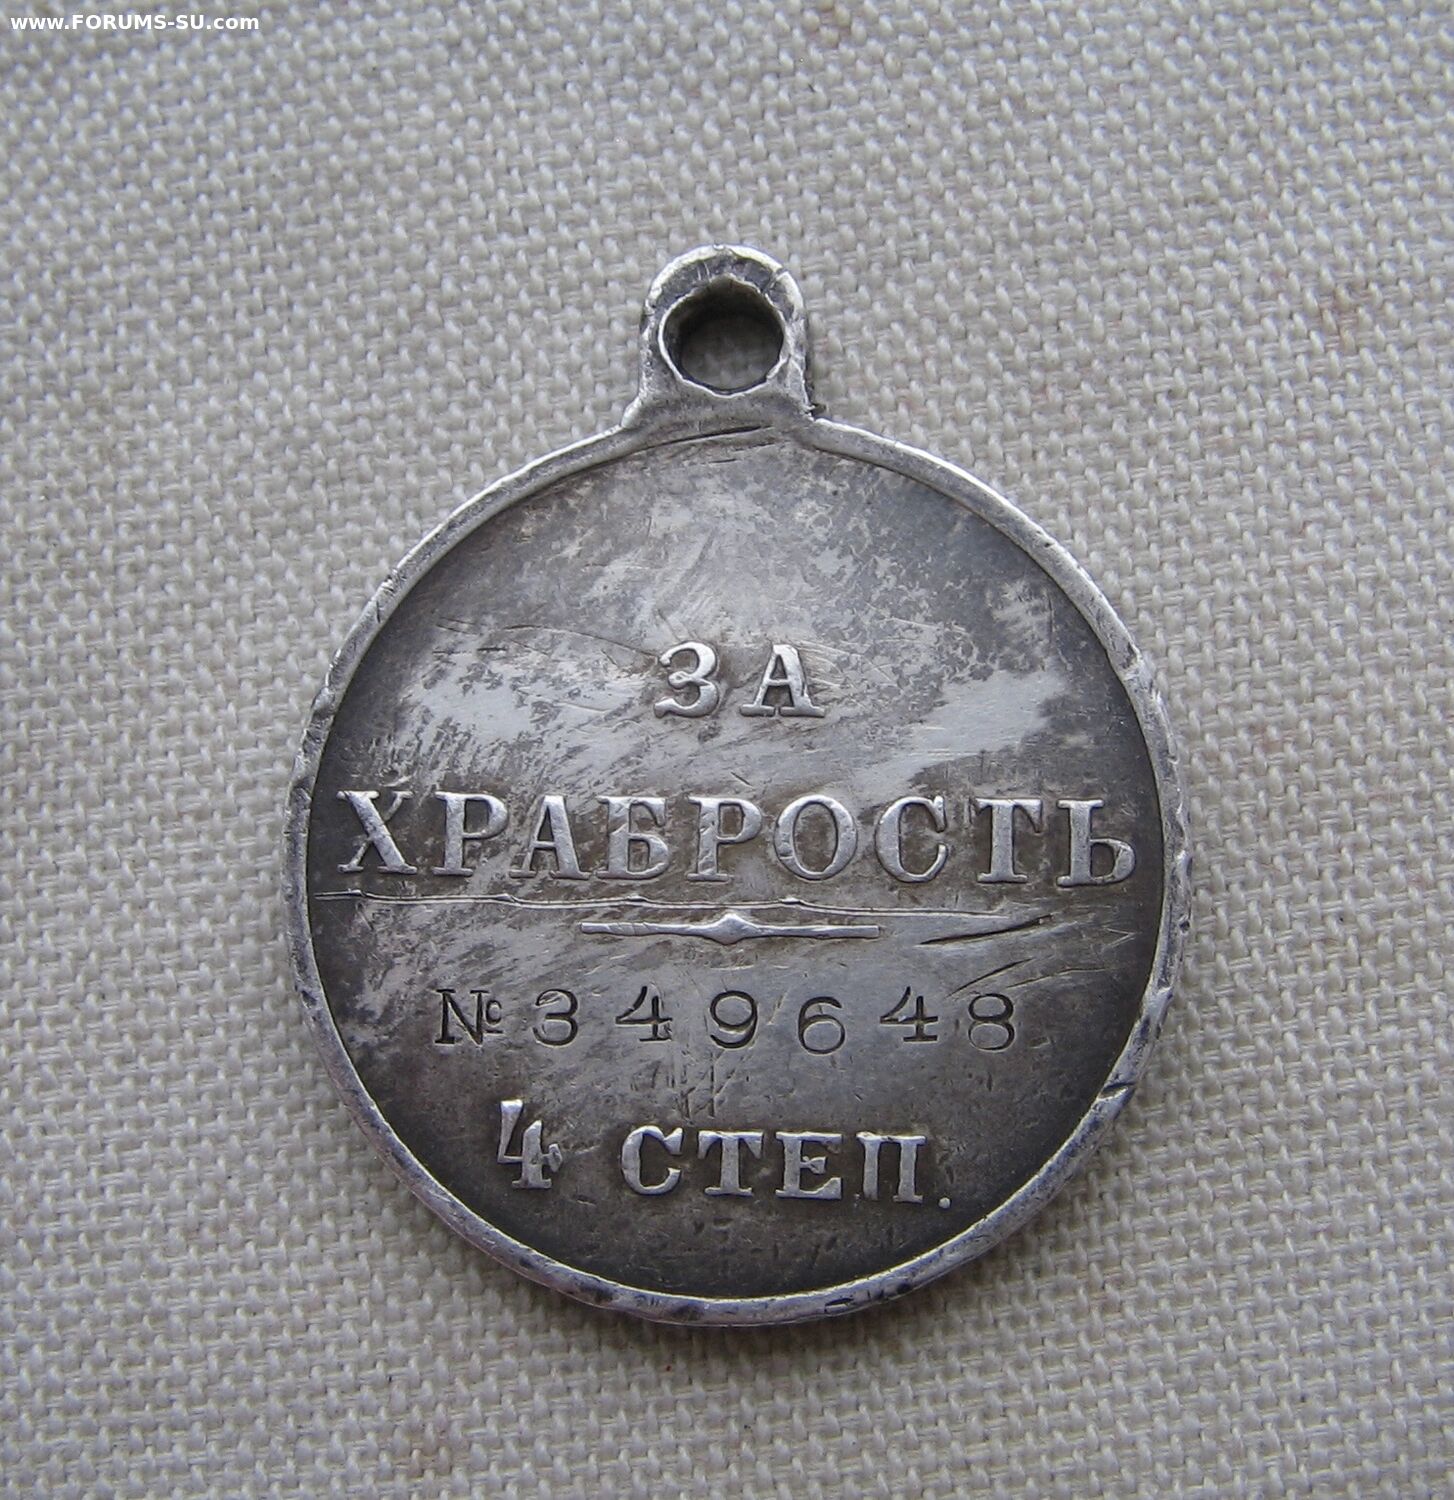 www.FORUMS-SU.com
ЗА
ХРАБРОСТЬ
№ 349648
4 СТЕП.